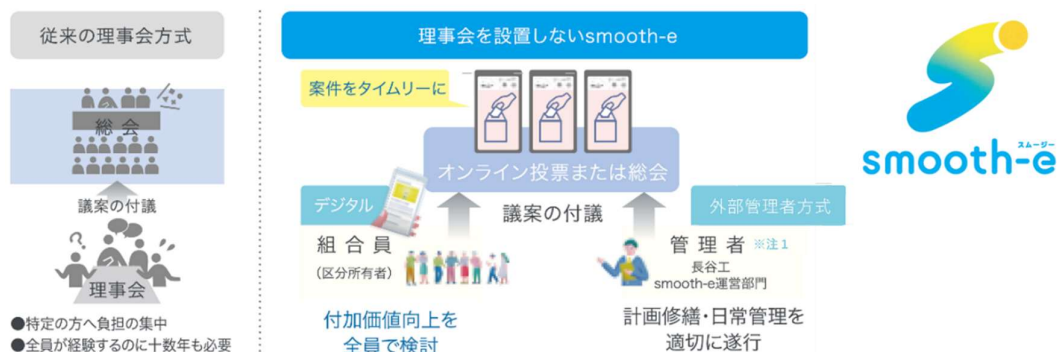 従来の理事会方式
総会
議案の付議
理事会
●特定の方へ負担の集中
●全員が経験するのに十数年も必要
理事会を設置しないsmooth-e
案件をタイムリーに
オンライン投票または総会
デジタル
議案の付議
外部管理者方式
組合員
(区分所有者)
管理者 ※注1
長谷工
smooth-e運営部門
付加価値向上を
全員で検討
計画修繕・日常管理を
適切に遂行
スムージー
smooth-e